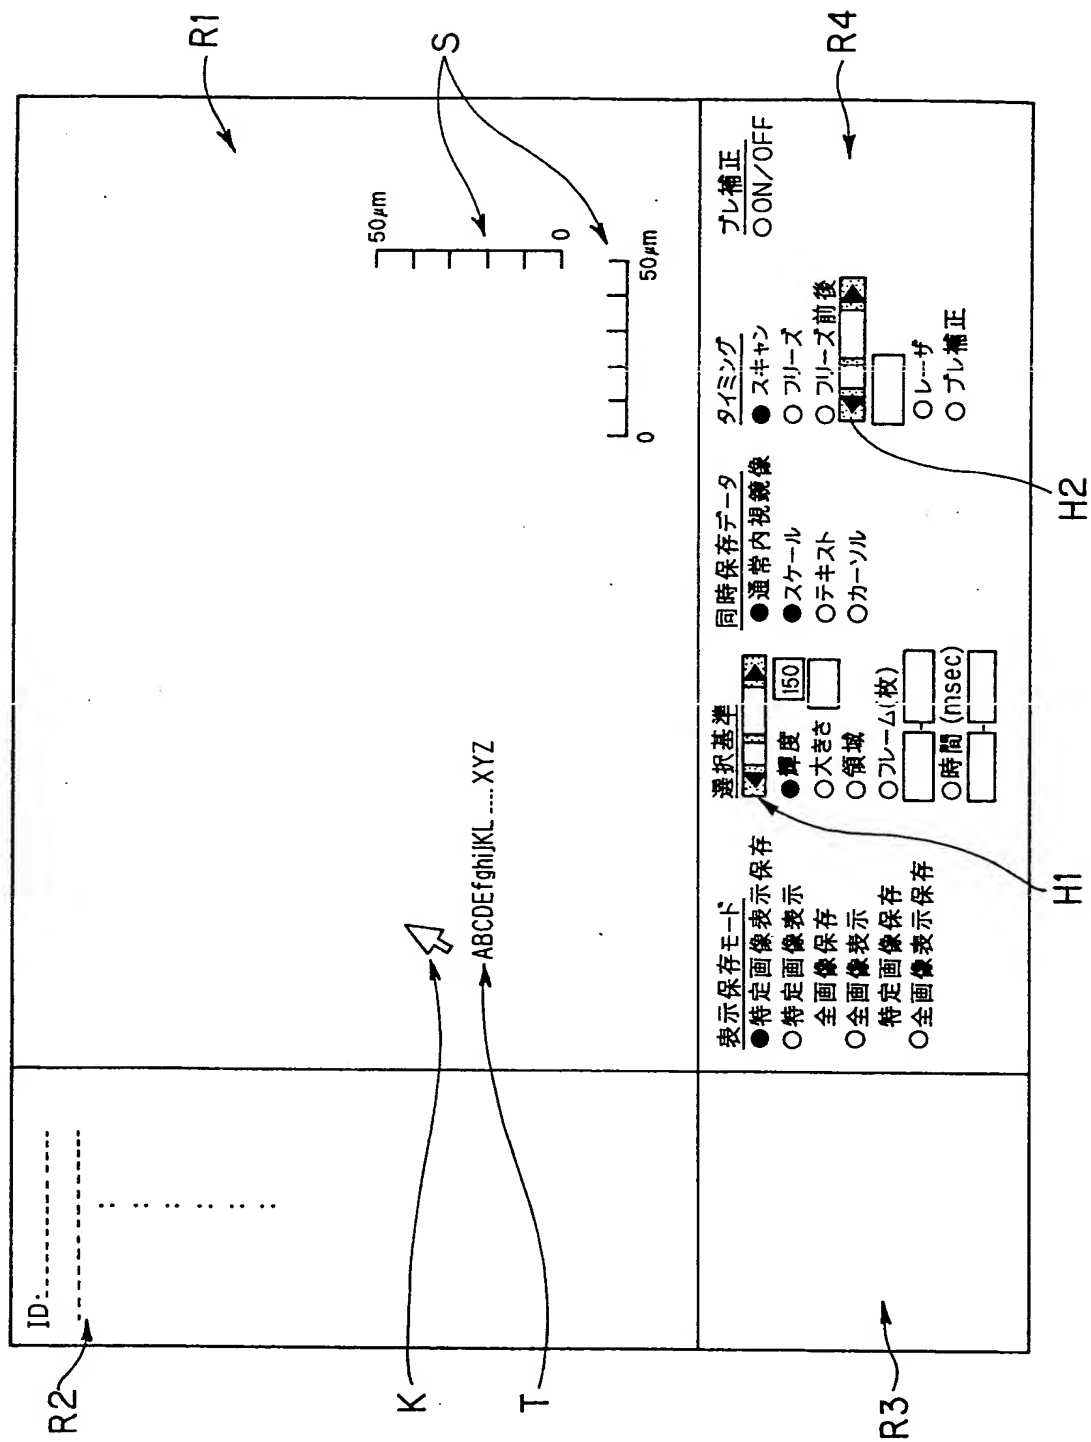 R1
S
R4
R2
ID:
K
T
R3
H1
H2
50μm
0
0
50μm
ABCDEfghijKL....XYZ
表示保存モード
●特定画像表示保存
○特定画像表示
全画像保存
○全画像表示
特定画像保存
○全画像表示保存
選択基準
●輝度 150
○大きさ
○領域
○フレーム(枚)
-
○時間(msec)
-
同時保存データ
●通常内視鏡像
●スケール
○テキスト
○カーソル
タイミング
●スキャン
○フリーズ
○フリーズ前後
○レーザ
○ブレ補正
ブレ補正
○ON/OFF